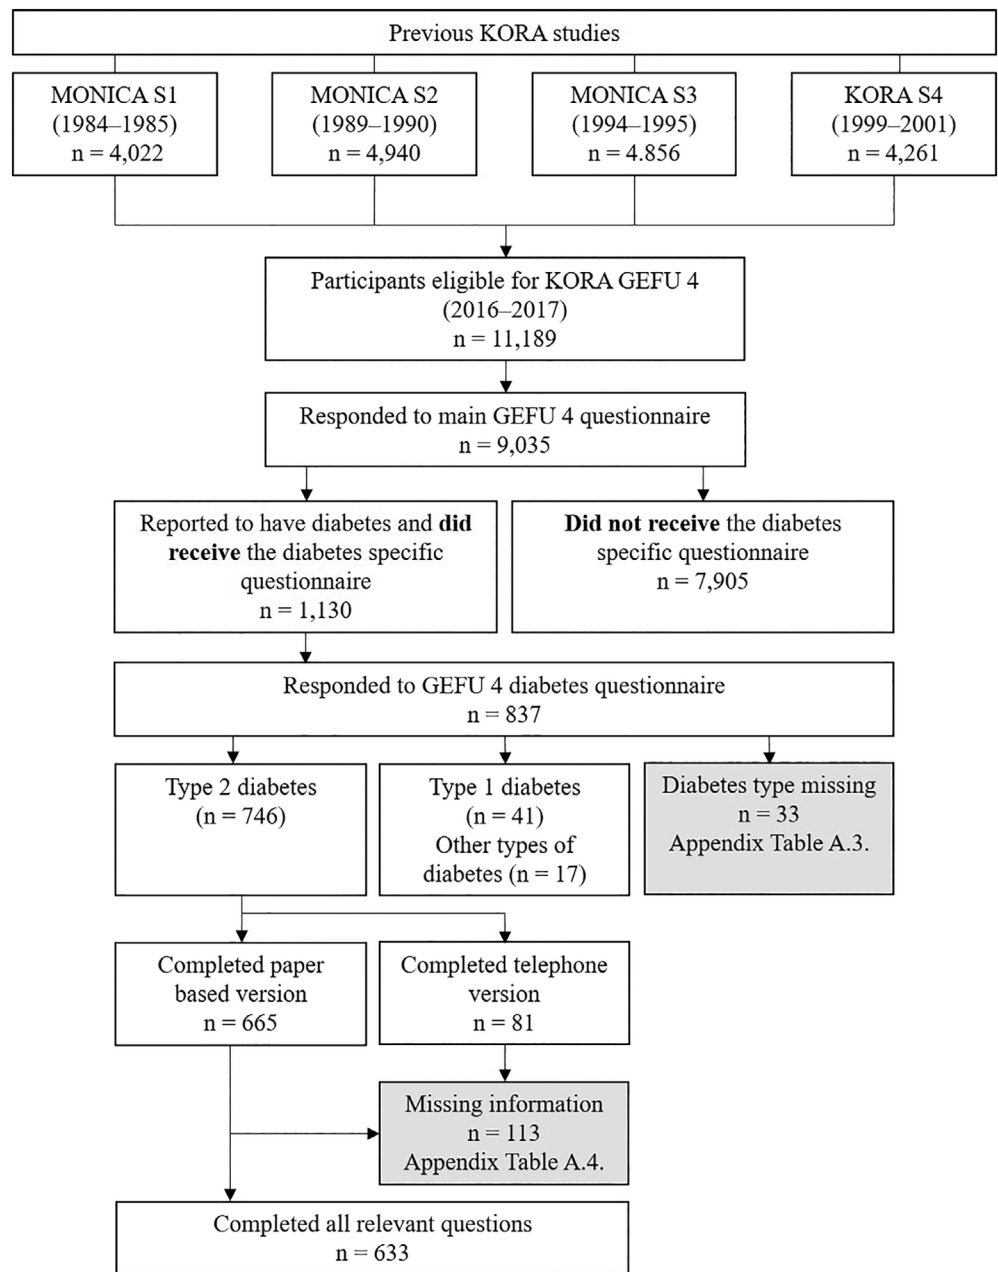 Previous KORA studies
MONICA S1
(1984–1985)
n = 4,022
MONICA S2
(1989–1990)
n = 4,940
MONICA S3
(1994–1995)
n = 4.856
KORA S4
(1999–2001)
n = 4,261
Participants eligible for KORA GEFU 4
(2016–2017)
n = 11,189
Responded to main GEFU 4 questionnaire
n = 9,035
Reported to have diabetes and did
receive the diabetes specific
questionnaire
n = 1,130
Did not receive the diabetes
specific questionnaire
n = 7,905
Responded to GEFU 4 diabetes questionnaire
n = 837
Type 2 diabetes
(n = 746)
Type 1 diabetes
(n = 41)
Other types of
diabetes (n = 17)
Diabetes type missing
n = 33
Appendix Table A.3.
Completed paper
based version
n = 665
Completed telephone
version
n = 81
Missing information
n = 113
Appendix Table A.4.
Completed all relevant questions
n = 633